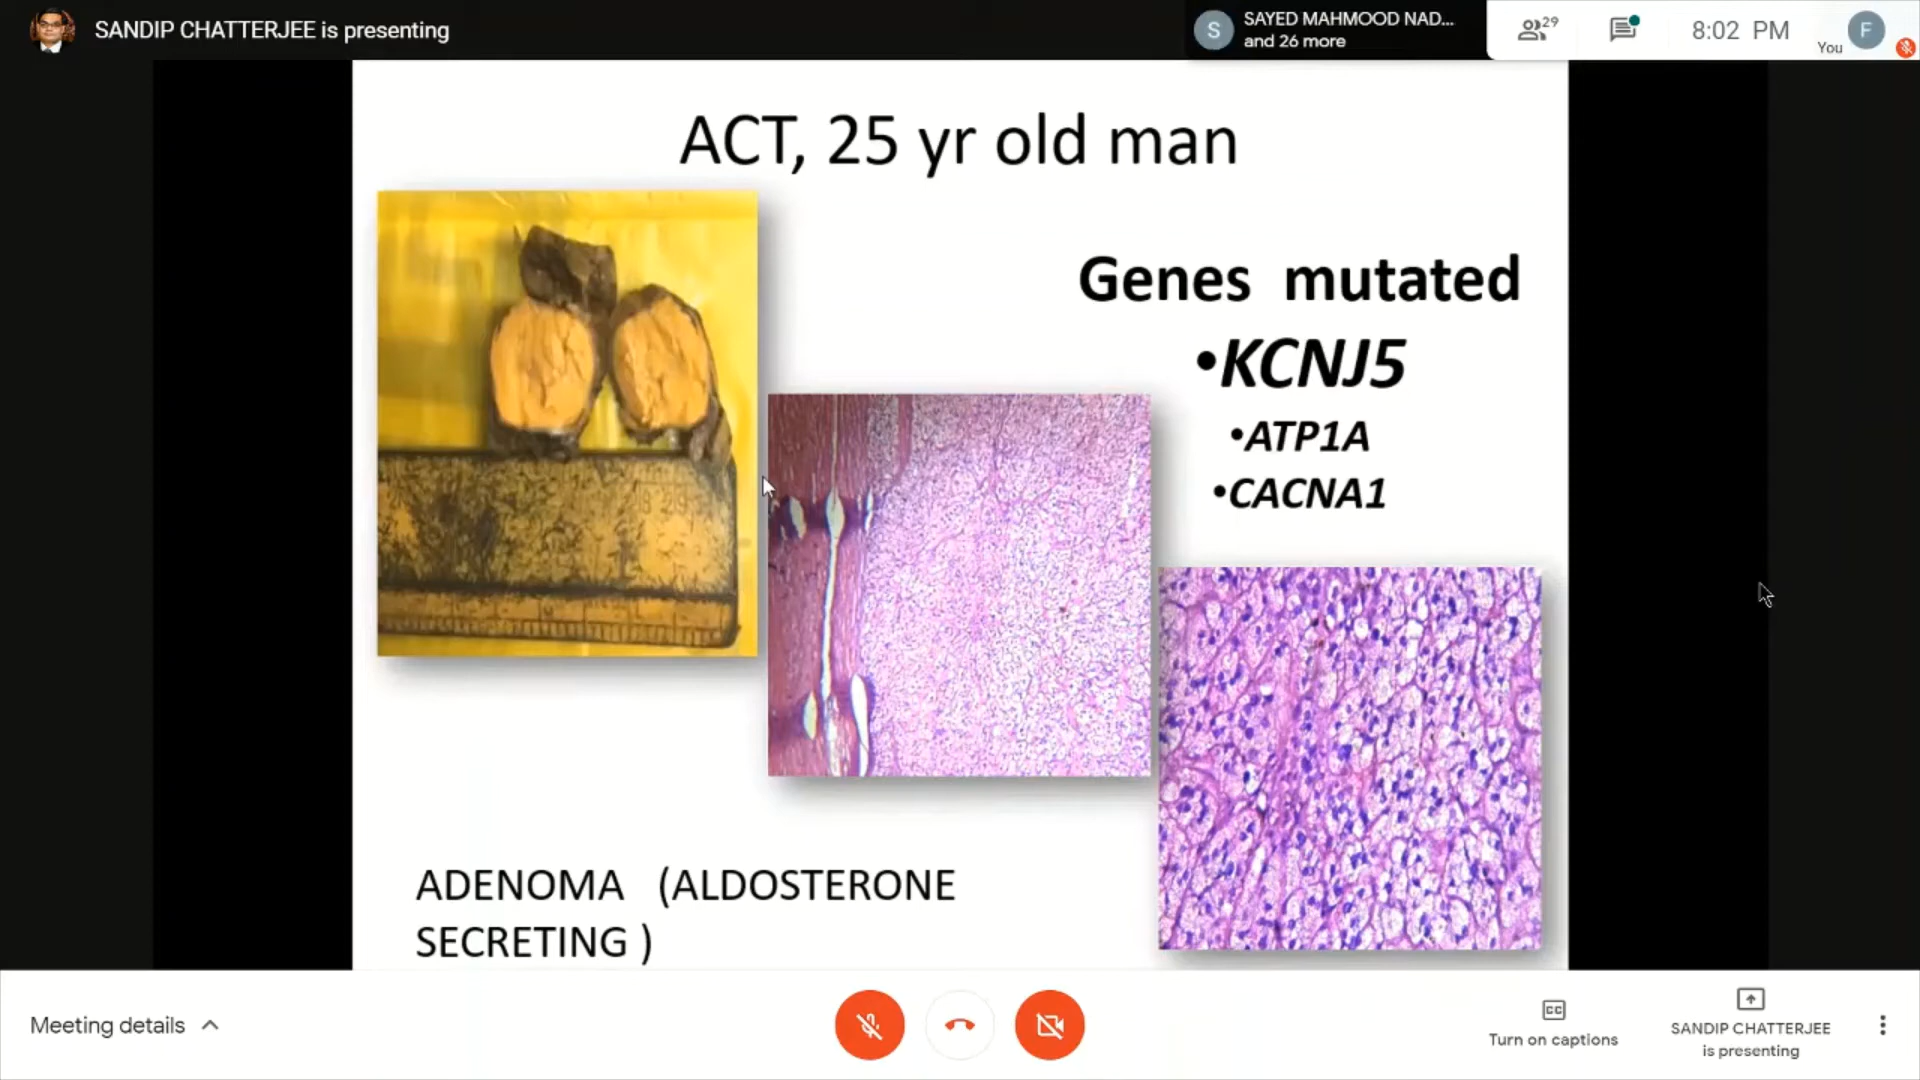 SANDIP CHATTERJEE is presenting
S
SAYED MAHMOOD NAD...
and 26 more
29
8:02 PM
You
F
ACT, 25 yr old man
Genes mutated
•KCNJ5
•ATP1A
•CACNA1
ADENOMA (ALDOSTERONE
SECRETING )
Meeting details
CC
Turn on captions
SANDIP CHATTERJEE
is presenting